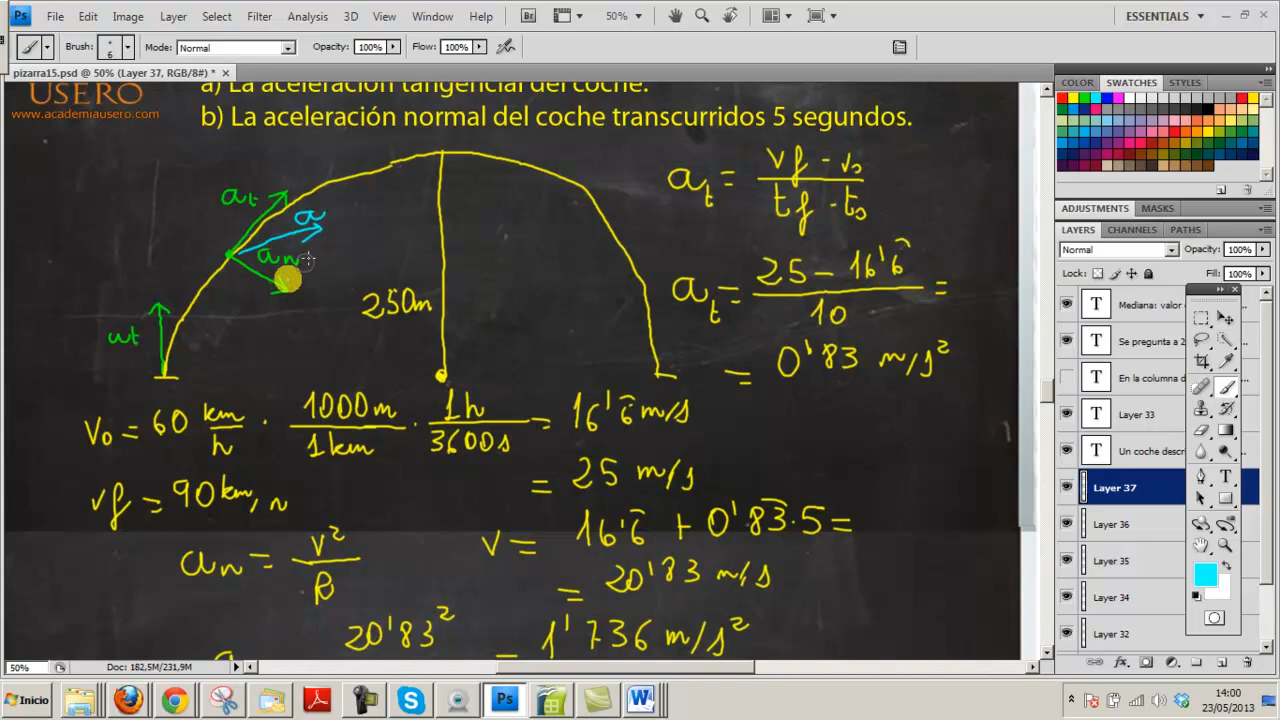 Ps File Edit Image Layer Select Filter Analysis 3D View Window Help Br 50% ESSENTIALS
Brush: 6 Mode: Normal Opacity: 100% Flow: 100%
pizarra15.psd @ 50% (Layer 37, RGB/8#) * x
a) La aceleración tangencial del coche.
USERO
www.academiausero.com
b) La aceleración normal del coche transcurridos 5 segundos.
at
a
an
at
250m
at = vf - v0 / tf - t0
at = 25 - 16'6̂ / 10 =
= 0'83 m/s²
V0 = 60 km/h · 1000m/1km · 1h/3600s = 16'6̂ m/s
vf = 90 km/h
= 25 m/s
an = v²/R
v = 16'6̂ + 0'83·5 =
= 20'83 m/s
20'83²
= 1'736 m/s²
COLOR SWATCHES STYLES
ADJUSTMENTS MASKS
LAYERS CHANNELS PATHS
Normal Opacity: 100%
Lock: Fill: 100%
T Mediana: valor
T Se pregunta a 2
T En la columna d
T Layer 33
T Un coche descr
Layer 37
Layer 36
Layer 35
Layer 34
Layer 32
50% Doc: 182,5M/231,9M
Inicio
Ps
W
14:00
23/05/2013